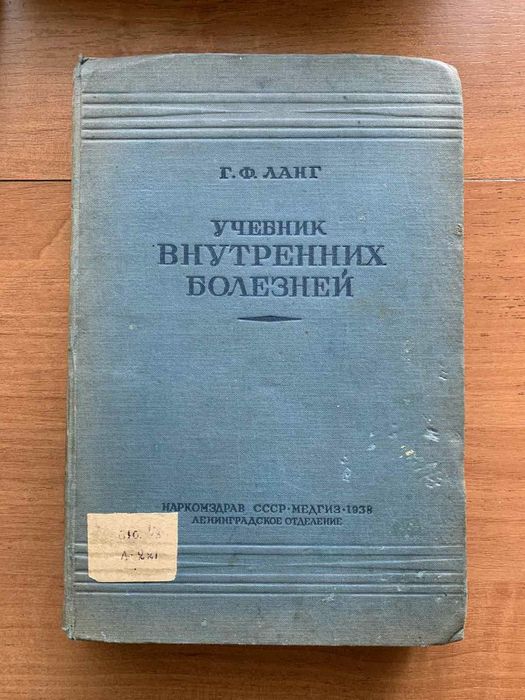 Г. Ф. ЛАНГ
УЧЕБНИК
ВНУТРЕННИХ
БОЛЕЗНЕЙ
НАРКОМЗДРАВ СССР·МЕДГИЗ·1938
ЛЕНИНГРАДСКОЕ ОТДЕЛЕНИЕ